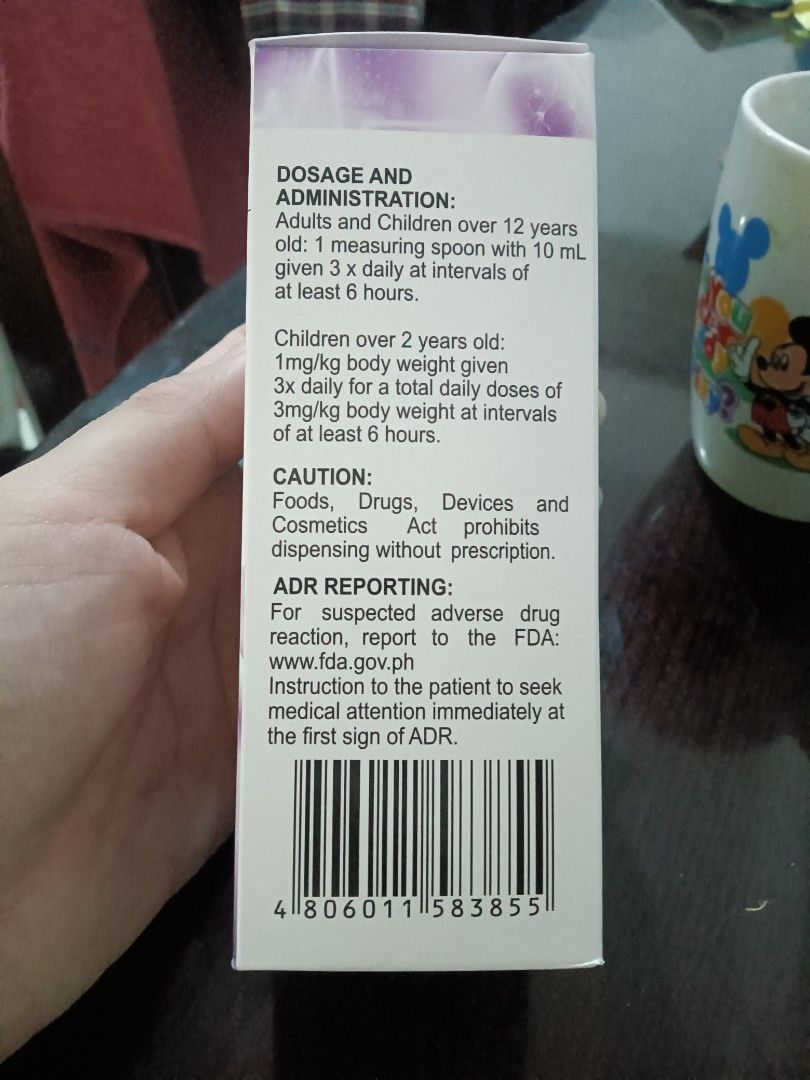 DOSAGE AND
ADMINISTRATION:
Adults and Children over 12 years
old: 1 measuring spoon with 10 mL
given 3 x daily at intervals of
at least 6 hours.
Children over 2 years old:
1mg/kg body weight given
3x daily for a total daily doses of
3mg/kg body weight at intervals
of at least 6 hours.
CAUTION:
Foods, Drugs, Devices and
Cosmetics Act prohibits
dispensing without prescription.
ADR REPORTING:
For suspected adverse drug
reaction, report to the FDA:
www.fda.gov.ph
Instruction to the patient to seek
medical attention immediately at
the first sign of ADR.
4 806011 583855